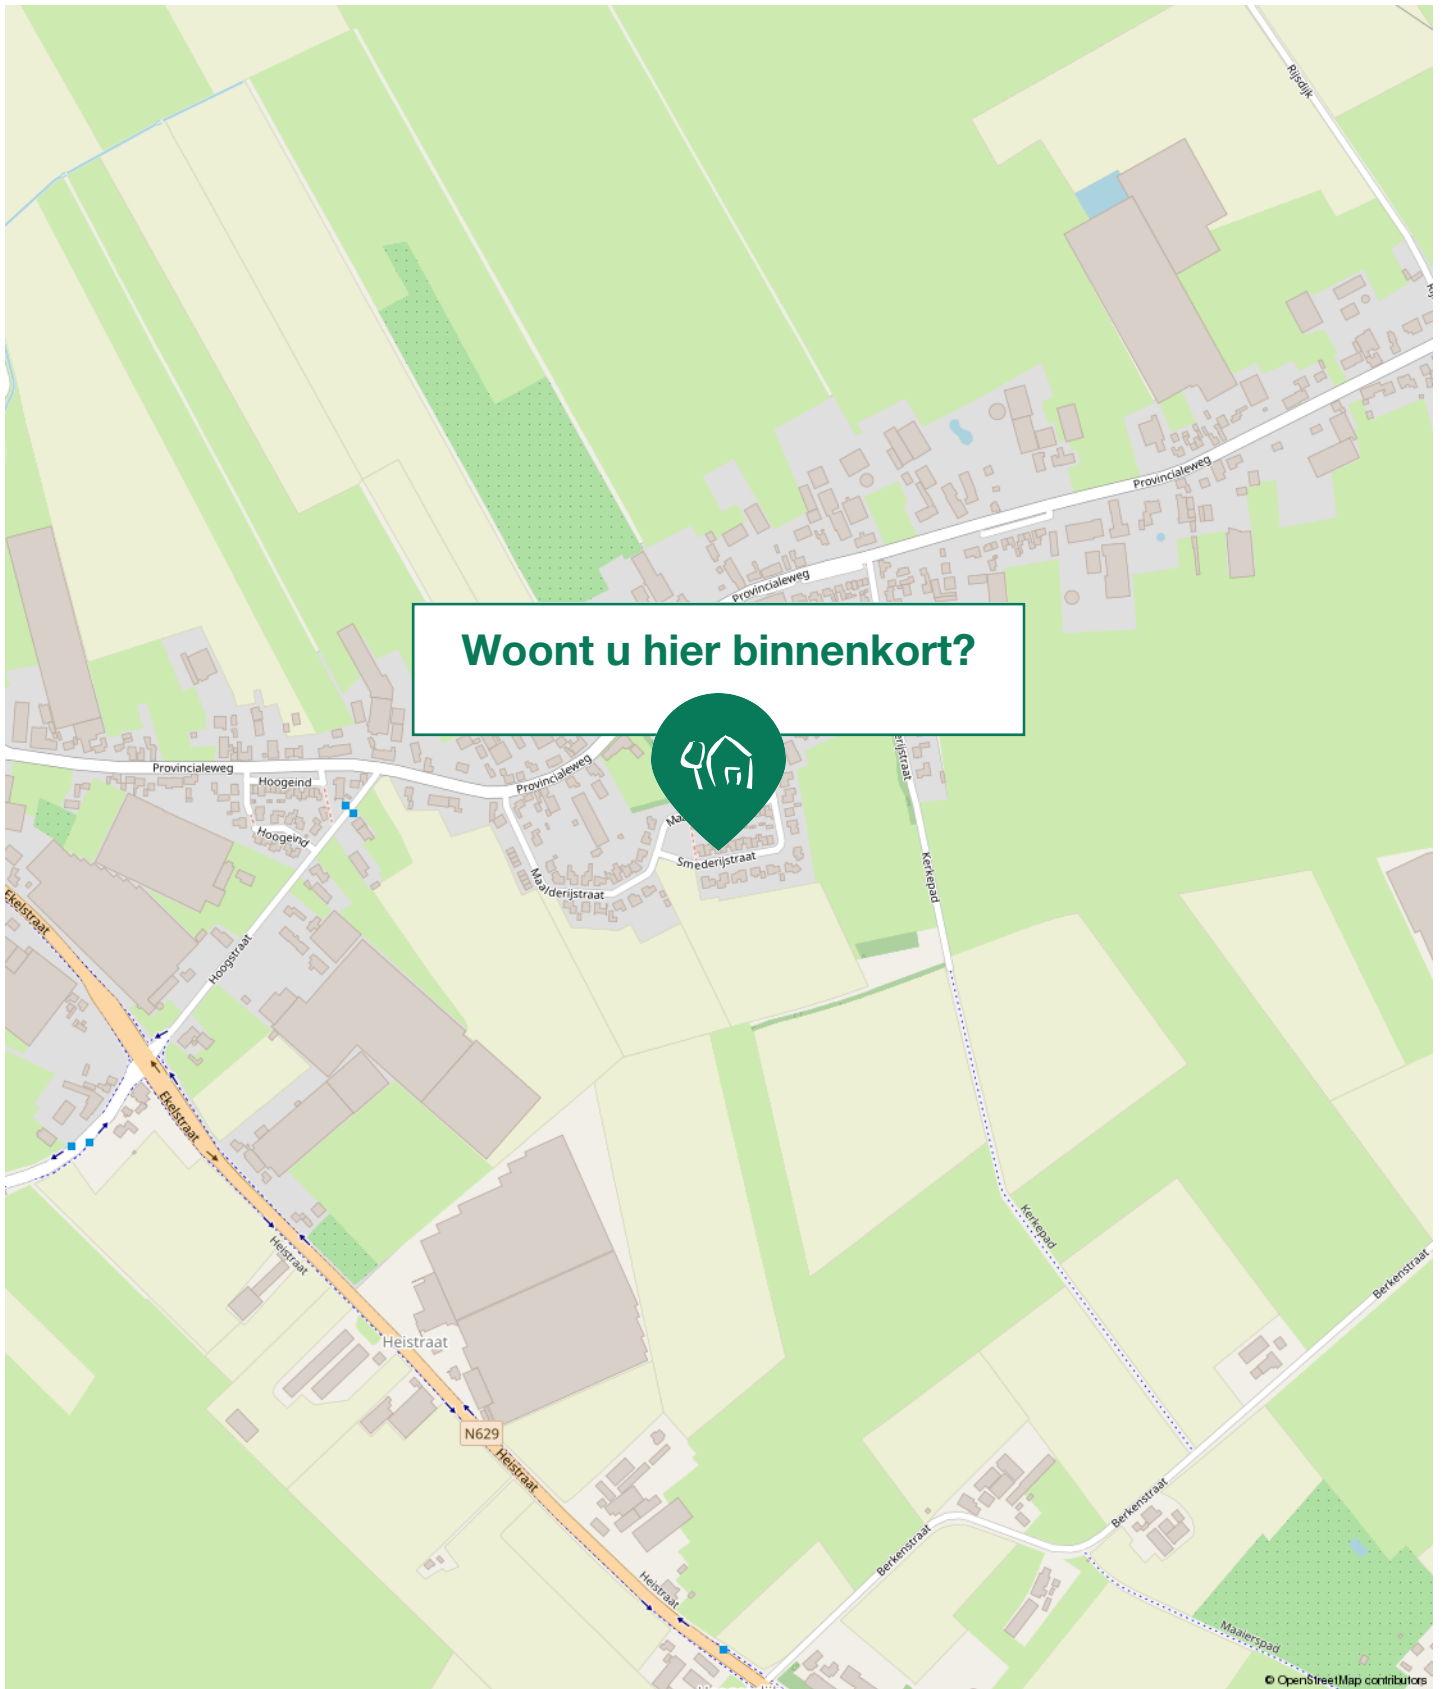 Rijsdijk
Provincialeweg
Provincialeweg
Woont u hier binnenkort?
Provincialeweg
Provincialeweg
Hoogeind
Hoogeind
Smederijstraat
Maalderijstraat
Kerkepad
Ekelstraat
Hoogstraat
Ekelstraat
Heistraat
Kerkepad
Berkenstraat
Heistraat
N629
Heistraat
Berkenstraat
Berkenstraat
Heistraat
Maaierspad
© OpenStreetMap contributors